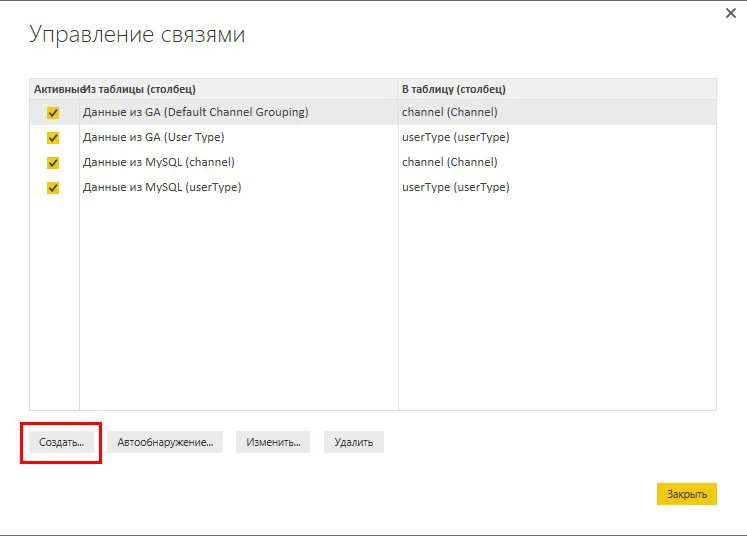 Управление связями
Активные Из таблицы (столбец) В таблицу (столбец)
Данные из GA (Default Channel Grouping) channel (Channel)
Данные из GA (User Type) userType (userType)
Данные из MySQL (channel) channel (Channel)
Данные из MySQL (userType) userType (userType)
Создать... Автообнаружение... Изменить... Удалить
Закрыть